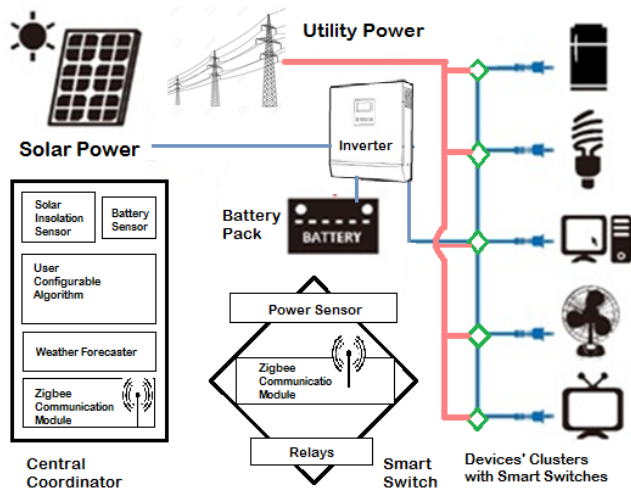 Utility Power
Solar Power
Inverter
Battery
Pack
BATTERY
Solar
Insolation
Sensor
Battery
Sensor
User
Configurable
Algorithm
Weather Forecaster
Zigbee
Communication
Module
Central
Coordinator
Power Sensor
Zigbee
Communicatio
Module
Relays
Smart
Switch
Devices' Clusters
with Smart Switches